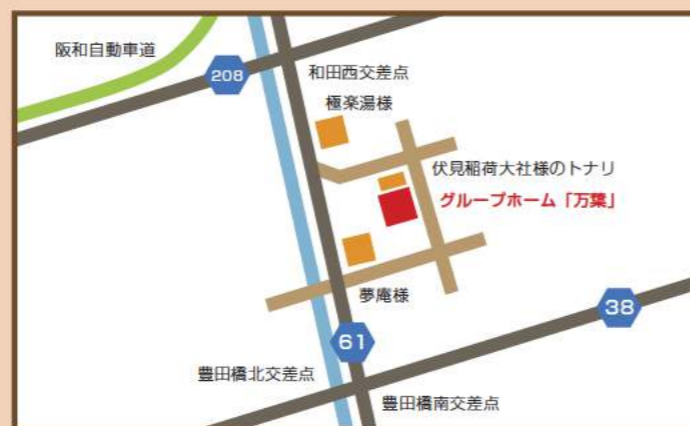 阪和自動車道
208
和田西交差点
極楽湯様
伏見稲荷大社様のトナリ
グループホーム「万葉」
夢庵様
38
61
豊田橋北交差点
豊田橋南交差点